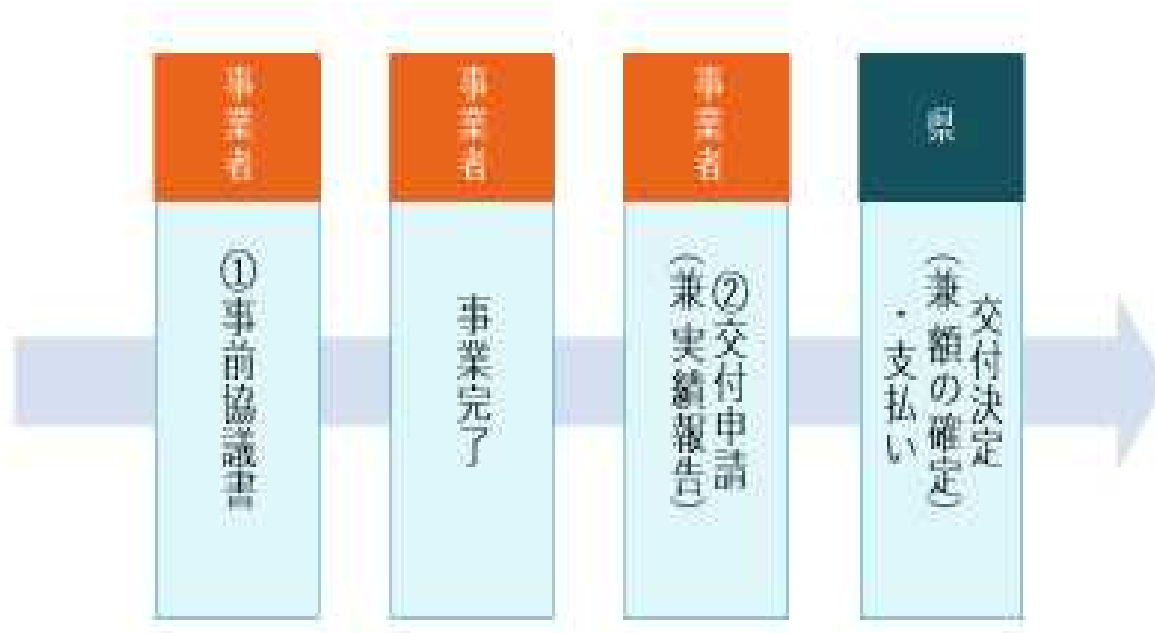 事業者
①事前協議書
事業者
事業完了
事業者
②交付申請
（兼 実績報告）
県
交付決定
（兼 額の確定）
・支払い